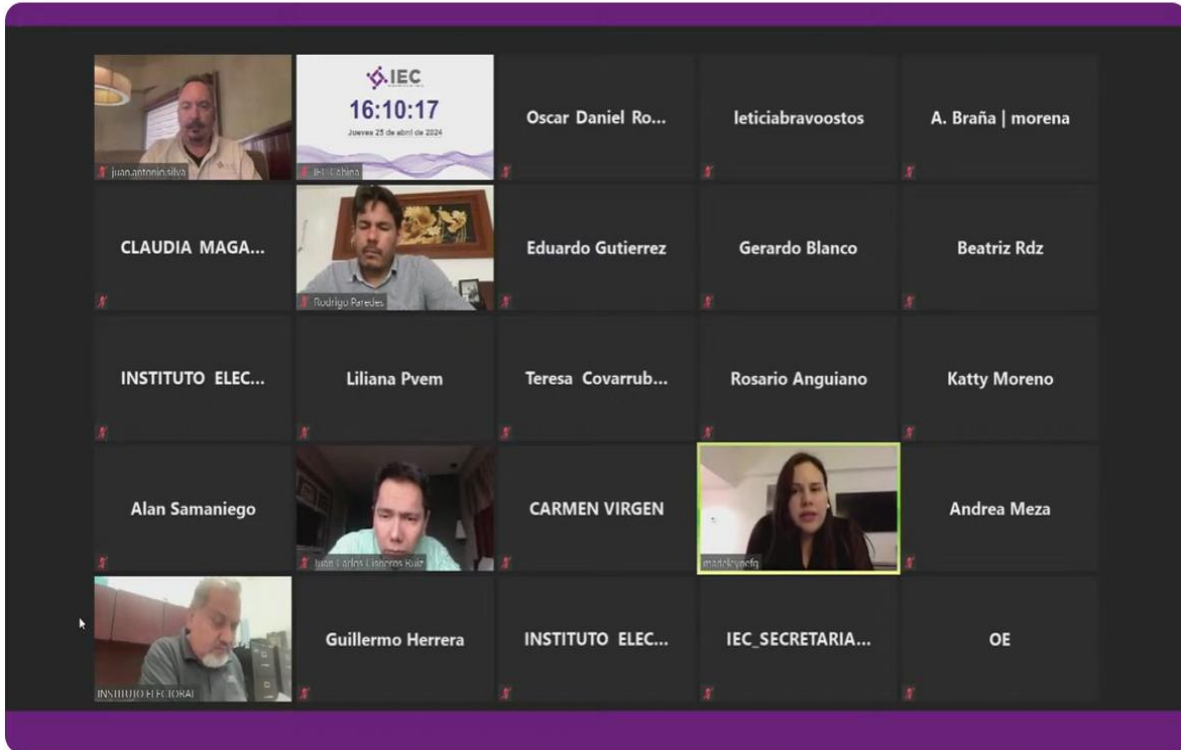 IEC
16:10:17
Jueves 25 de abril de 2024
Oscar Daniel Ro...
leticiabravoostos
A. Braña | morena
juan.antonio.silva
IEC Cabina
CLAUDIA MAGA...
Eduardo Gutierrez
Gerardo Blanco
Beatriz Rdz
Rodrigo Paredes
INSTITUTO ELEC...
Liliana Pvem
Teresa Covarrub...
Rosario Anguiano
Katty Moreno
Alan Samaniego
CARMEN VIRGEN
Andrea Meza
Juan Carlos Cisneros Ruiz
madeleynefg
Guillermo Herrera
INSTITUTO ELEC...
IEC_SECRETARIA...
OE
INSTITUTO ELECTORAL